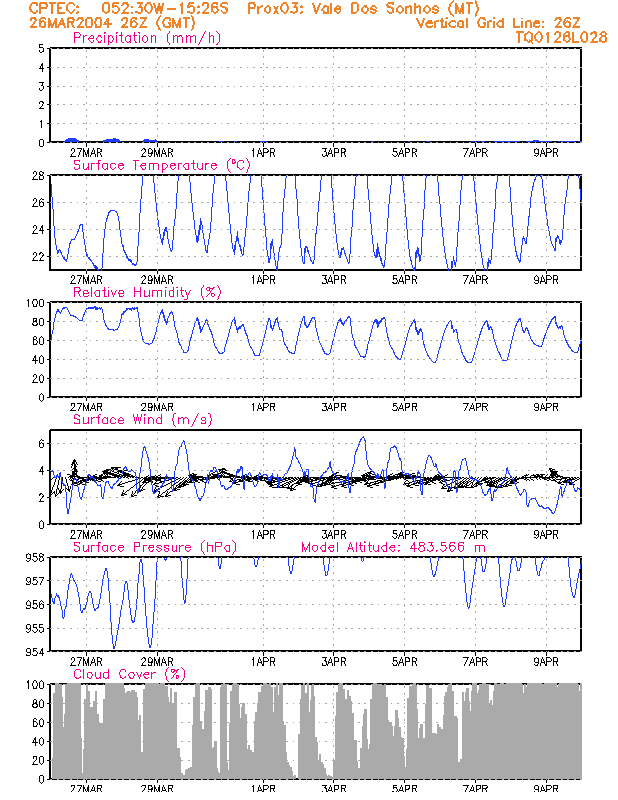 CPTEC: 052:30W-15:26S Prox03: Vale Dos Sonhos (MT)
26MAR2004 26Z (GMT) Vertical Grid Line: 26Z
Precipitation (mm/h) TQ0126L028
5
4
3
2
1
0
27MAR 29MAR 1APR 3APR 5APR 7APR 9APR
Surface Temperature (°C)
28
26
24
22
27MAR 29MAR 1APR 3APR 5APR 7APR 9APR
Relative Humidity (%)
100
80
60
40
20
0
27MAR 29MAR 1APR 3APR 5APR 7APR 9APR
Surface Wind (m/s)
6
4
2
0
27MAR 29MAR 1APR 3APR 5APR 7APR 9APR
Surface Pressure (hPa) Model Altitude: 483.566 m
958
957
956
955
954
27MAR 29MAR 1APR 3APR 5APR 7APR 9APR
Cloud Cover (%)
100
80
60
40
20
0
27MAR 29MAR 1APR 3APR 5APR 7APR 9APR